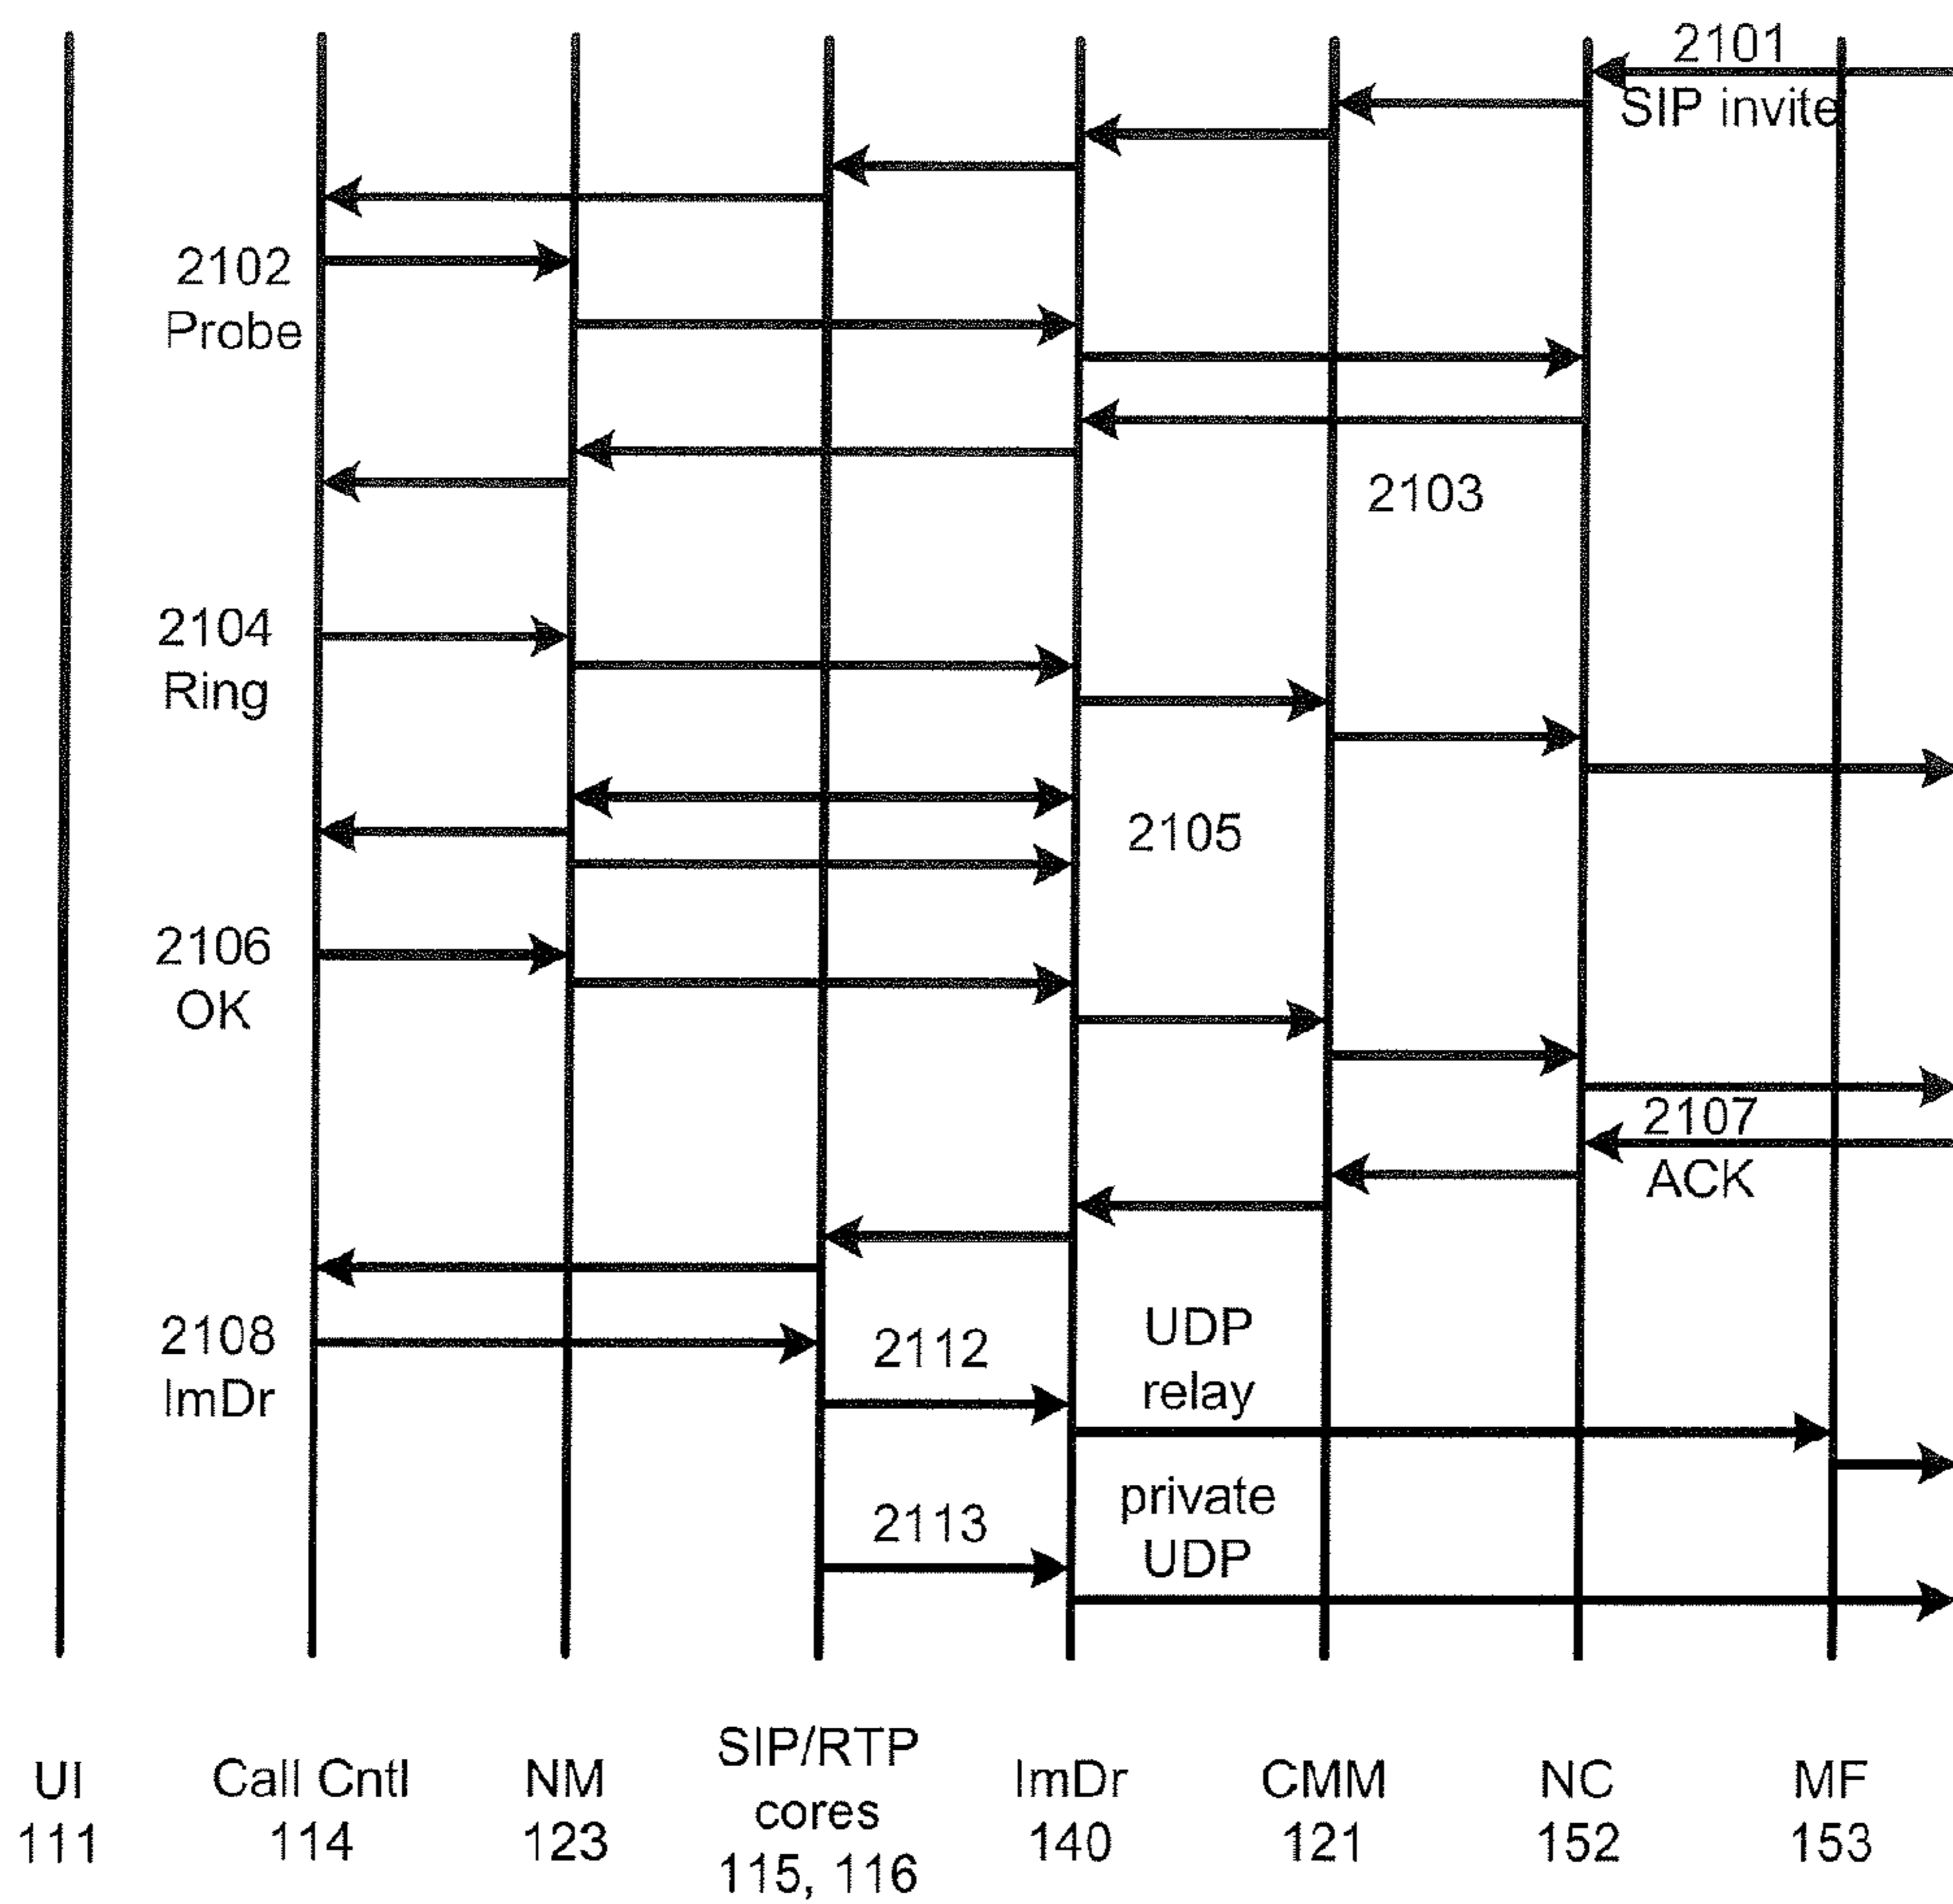 2101
SIP invite
2102
Probe
2103
2104
Ring
2105
2106
OK
2107
ACK
2108
ImDr
2112
UDP
relay
2113
private
UDP
UI
111
Call Cntl
114
NM
123
SIP/RTP
cores
115, 116
ImDr
140
CMM
121
NC
152
MF
153